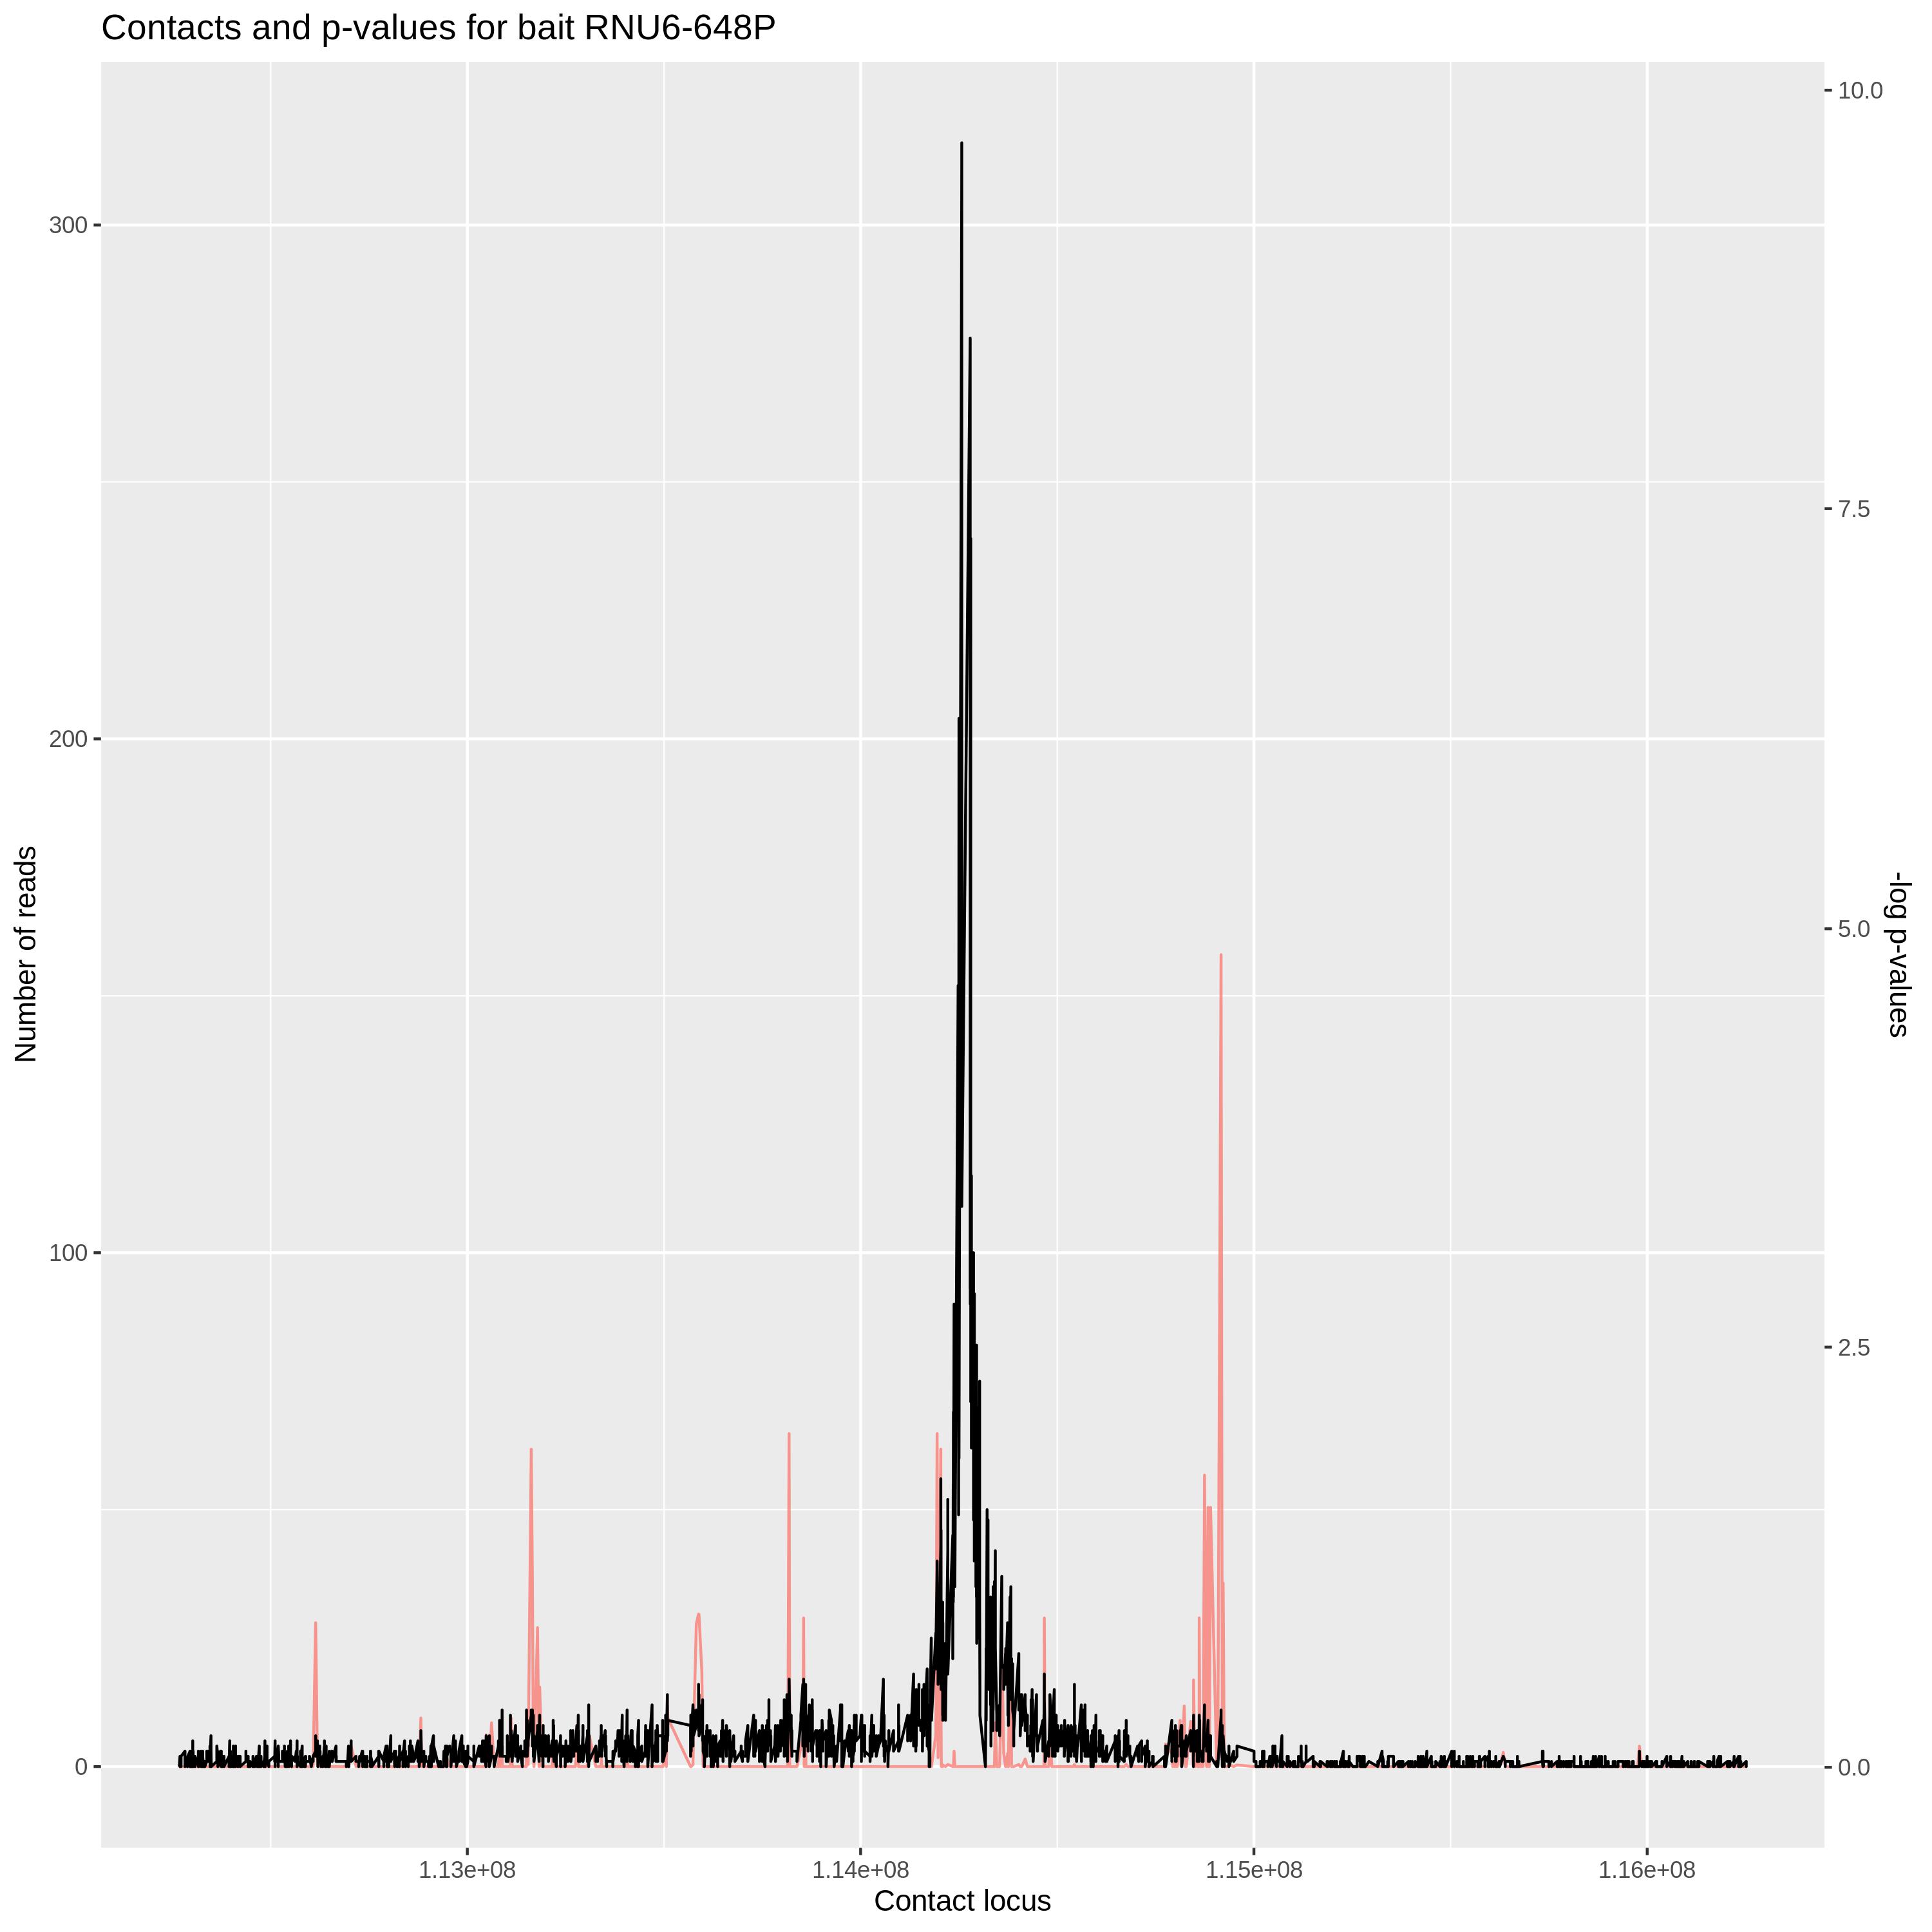 Contacts and p-values for bait RNU6-648P
300
200
100
0
Number of reads
10.0
7.5
5.0
2.5
0.0
-log p-values
1.13e+08
1.14e+08
1.15e+08
1.16e+08
Contact locus